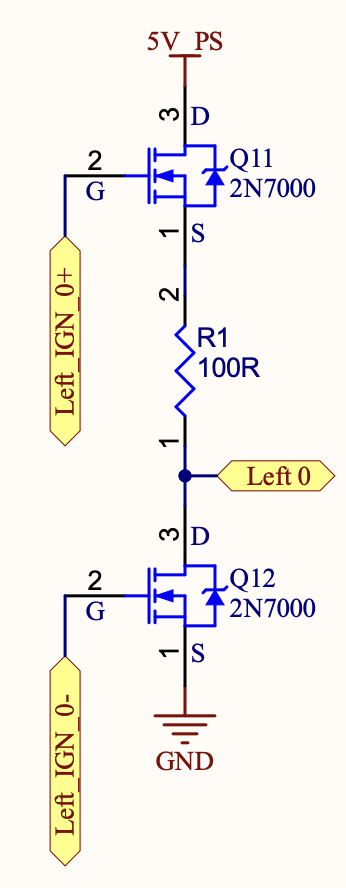 5V_PS
3
D
2
G
Q11
2N7000
1
S
Left_IGN_0+
2
R1
100R
1
Left 0
3
D
2
G
Q12
2N7000
1
S
Left_IGN_0-
GND